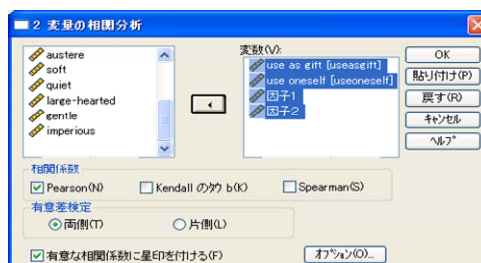 2 変量の相関分析
austere
soft
quiet
large-hearted
gentle
imperious
変数(V):
use as gift [useasgift]
use oneself [useoneself]
因子1
因子2
OK
貼り付け(P)
戻す(R)
キャンセル
ヘルプ
相関係数
Pearson(N)
Kendall のタウ b(K)
Spearman(S)
有意差検定
両側(T)
片側(L)
有意な相関係数に星印を付ける(F)
オプション(O)...